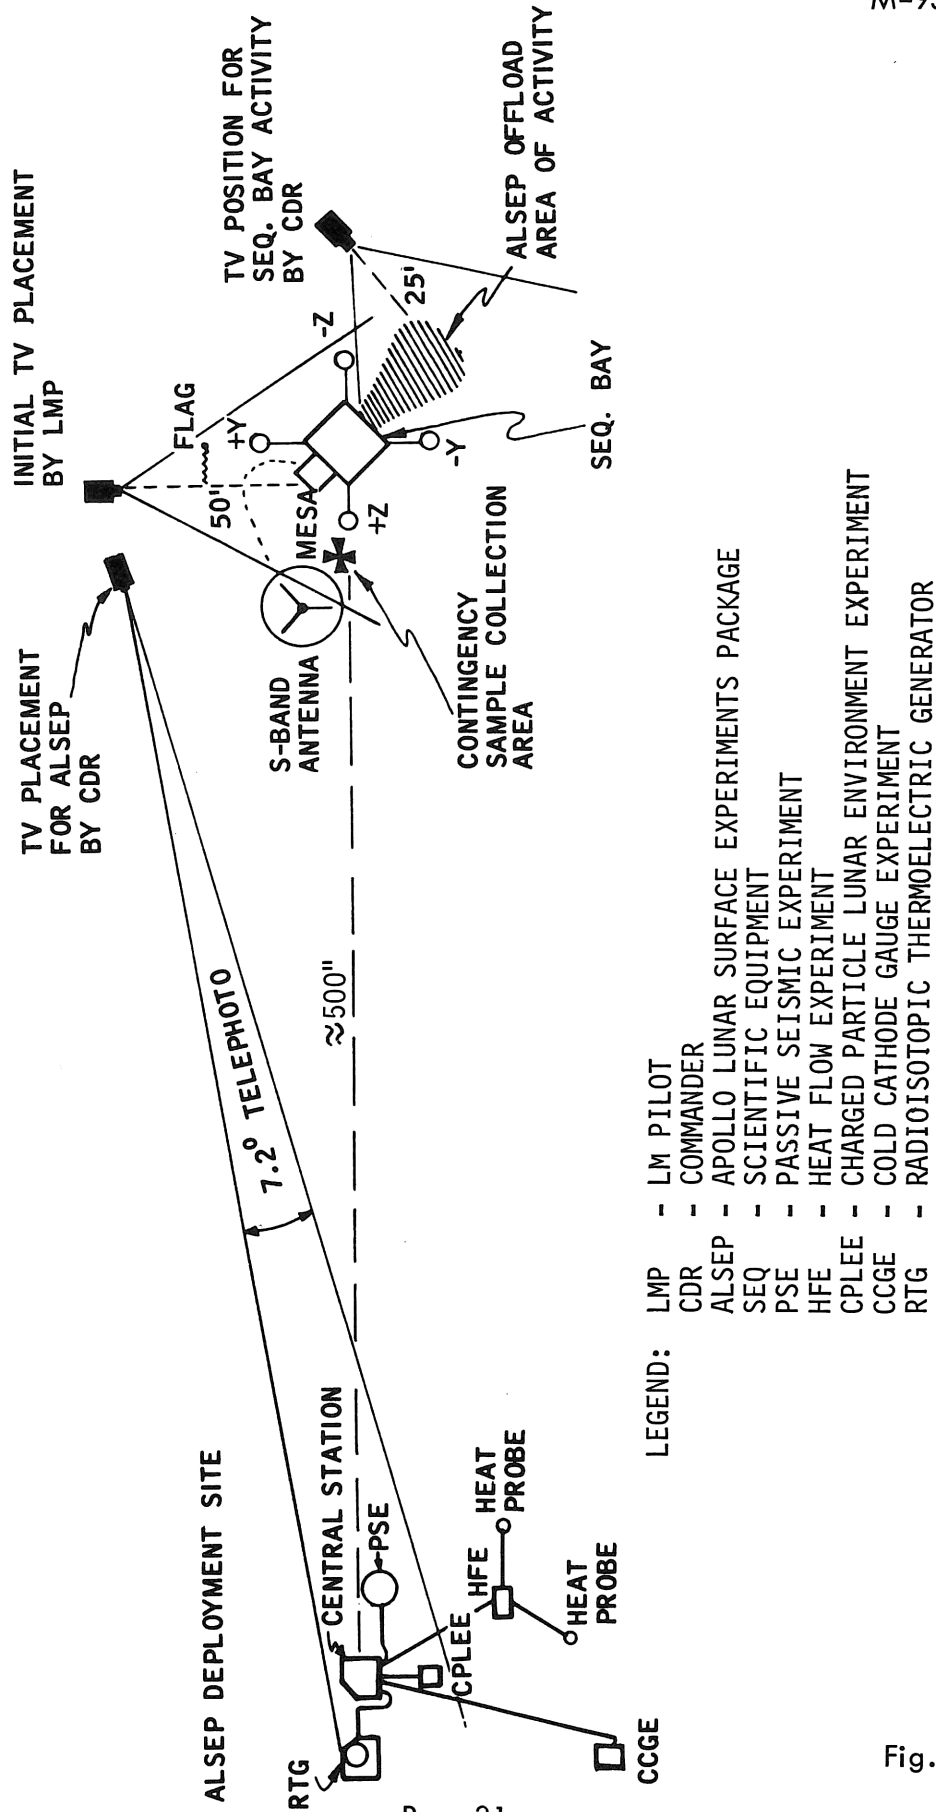 M-93
INITIAL TV PLACEMENT
BY LMP
TV PLACEMENT
FOR ALSEP
BY CDR
TV POSITION FOR
SEQ. BAY ACTIVITY
BY CDR
FLAG
50'
+Y
-Z
MESA
+Z
-Y
25'
ALSEP OFFLOAD
AREA OF ACTIVITY
SEQ. BAY
S-BAND
ANTENNA
CONTINGENCY
SAMPLE COLLECTION
AREA
7.2° TELEPHOTO
≈500"
ALSEP DEPLOYMENT SITE
CENTRAL STATION
RTG
PSE
CPLEE
HFE
HEAT
PROBE
HEAT
PROBE
CCGE
LEGEND:
LMP - LM PILOT
CDR - COMMANDER
ALSEP - APOLLO LUNAR SURFACE EXPERIMENTS PACKAGE
SEQ - SCIENTIFIC EQUIPMENT
PSE - PASSIVE SEISMIC EXPERIMENT
HFE - HEAT FLOW EXPERIMENT
CPLEE - CHARGED PARTICLE LUNAR ENVIRONMENT EXPERIMENT
CCGE - COLD CATHODE GAUGE EXPERIMENT
RTG - RADIOISOTOPIC THERMOELECTRIC GENERATOR
Fig.